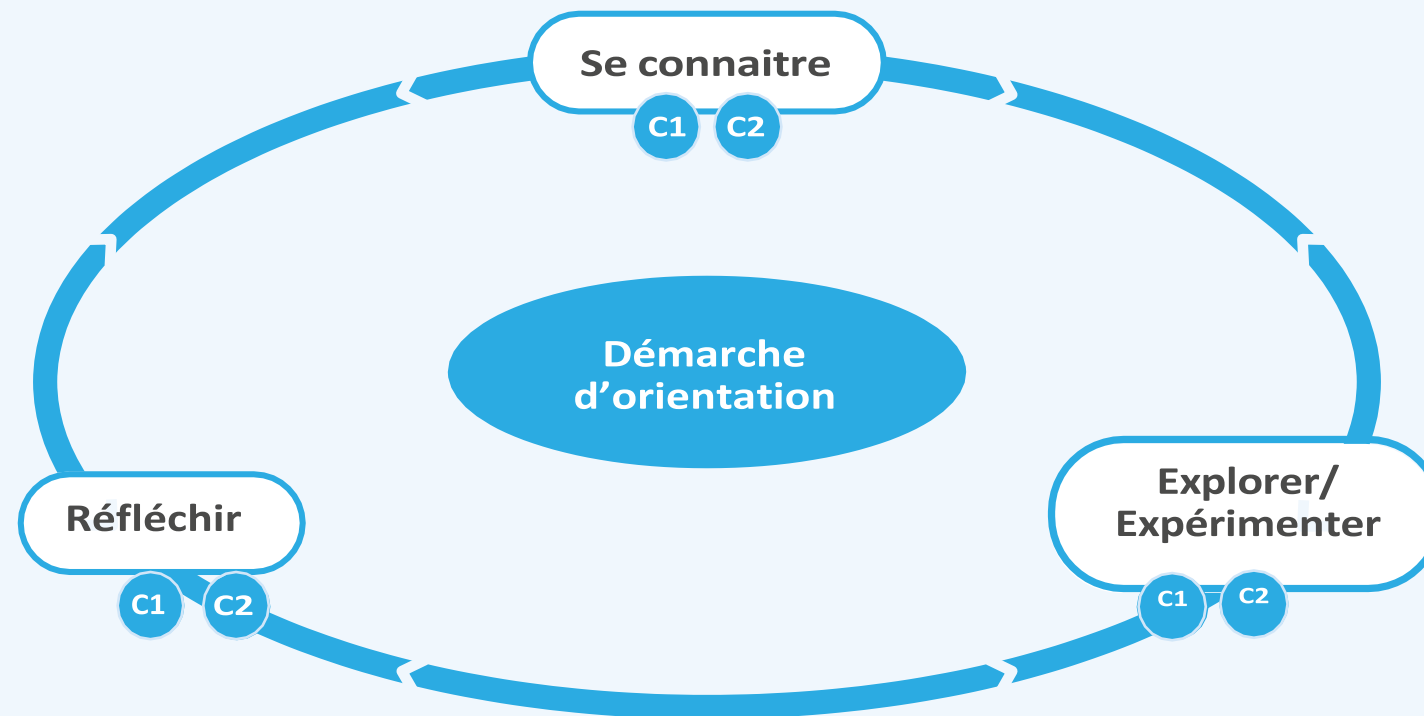 Se connaitre
C1 C2
Démarche
d’orientation
Explorer/
Expérimenter
C1 C2
Réfléchir
C1 C2